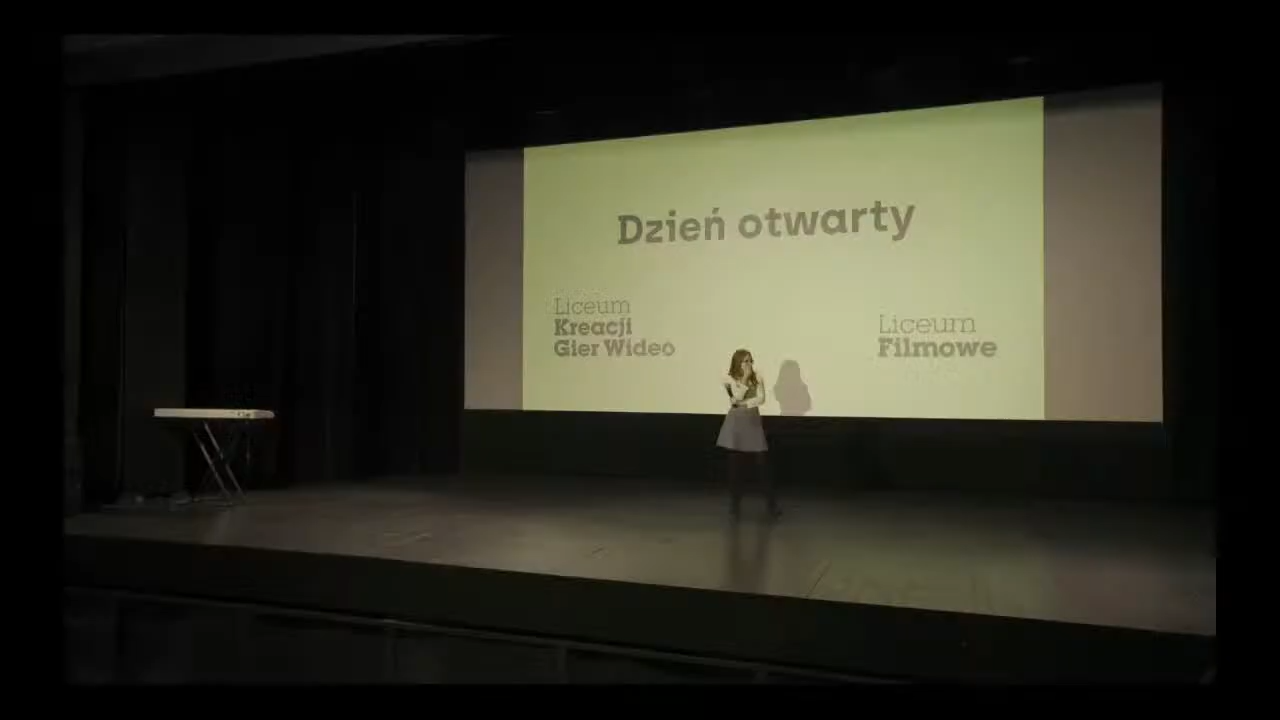 Dzień otwarty
Liceum
Kreacji
Gier Wideo
Liceum
Filmowe